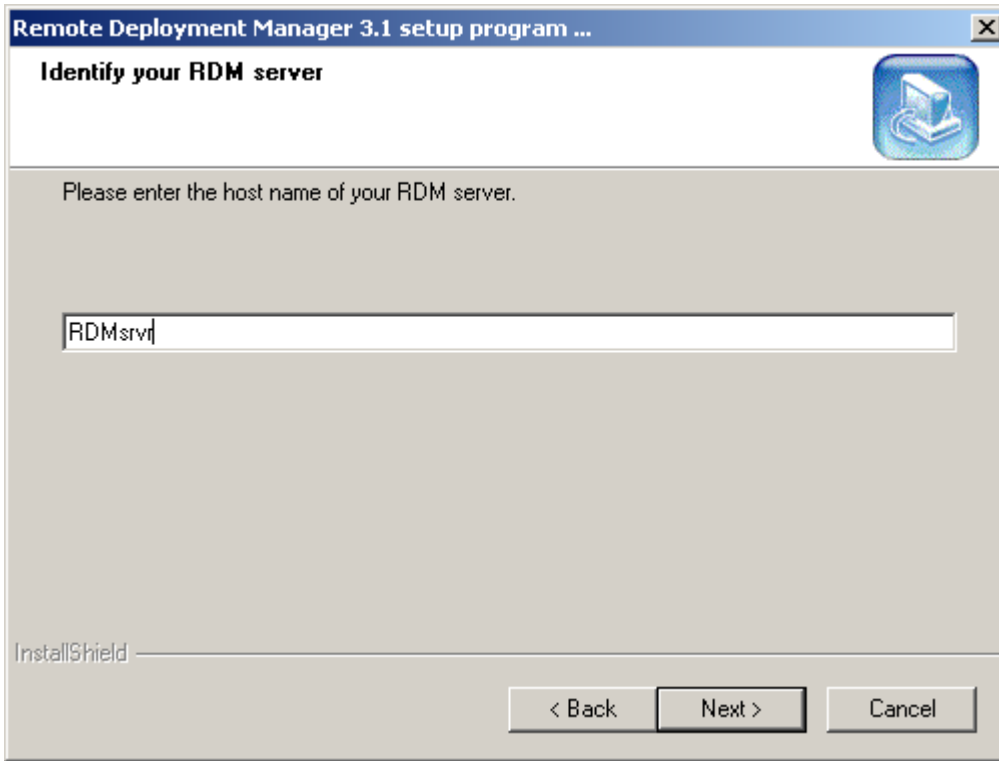 Remote Deployment Manager 3.1 setup program ...
Identify your RDM server
Please enter the host name of your RDM server.
RDMsrvr
InstallShield
< Back Next > Cancel